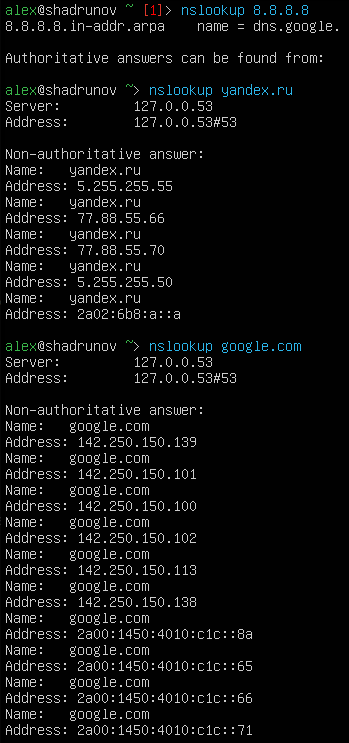 alex@shadrunov ~ [1]> nslookup 8.8.8.8
8.8.8.8.in-addr.arpa    name = dns.google.

Authoritative answers can be found from:

alex@shadrunov ~> nslookup yandex.ru
Server:         127.0.0.53
Address:        127.0.0.53#53

Non-authoritative answer:
Name:   yandex.ru
Address: 5.255.255.55
Name:   yandex.ru
Address: 77.88.55.66
Name:   yandex.ru
Address: 77.88.55.70
Name:   yandex.ru
Address: 5.255.255.50
Name:   yandex.ru
Address: 2a02:6b8:a::a

alex@shadrunov ~> nslookup google.com
Server:         127.0.0.53
Address:        127.0.0.53#53

Non-authoritative answer:
Name:   google.com
Address: 142.250.150.139
Name:   google.com
Address: 142.250.150.101
Name:   google.com
Address: 142.250.150.100
Name:   google.com
Address: 142.250.150.102
Name:   google.com
Address: 142.250.150.113
Name:   google.com
Address: 142.250.150.138
Name:   google.com
Address: 2a00:1450:4010:c1c::8a
Name:   google.com
Address: 2a00:1450:4010:c1c::65
Name:   google.com
Address: 2a00:1450:4010:c1c::66
Name:   google.com
Address: 2a00:1450:4010:c1c::71